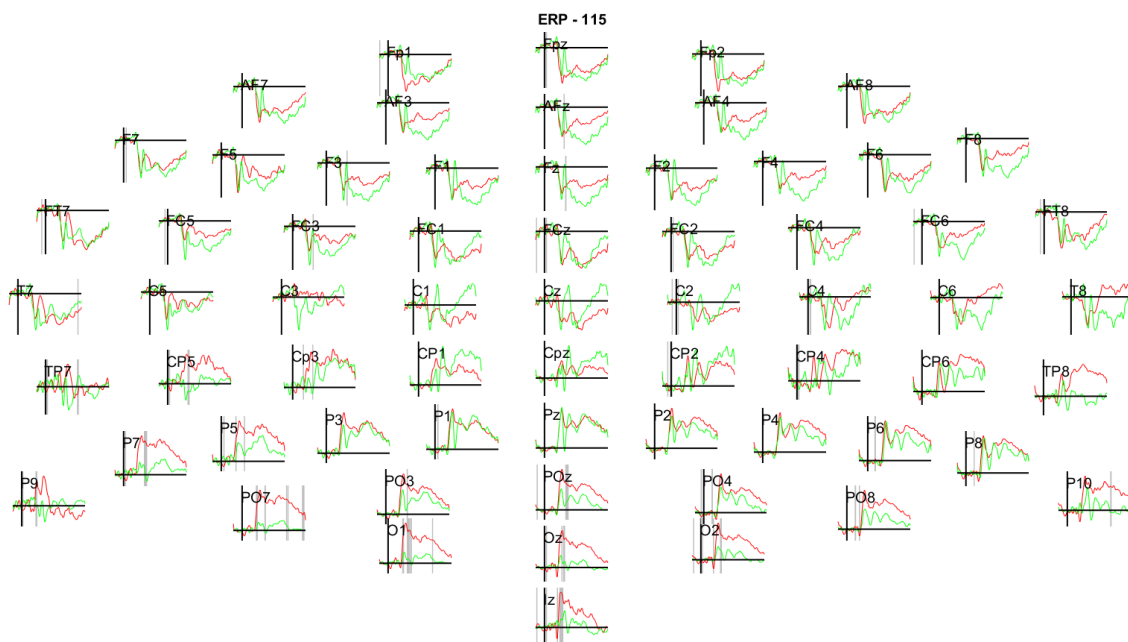 ERP - 115
Fp1 Fpz Fp2
AF7 AF3 AFz AF4 AF8
F7 F5 F3 F1 Fz F2 F4 F6 F8
FT7 FC5 FC3 FC1 FCz FC2 FC4 FC6 FT8
T7 C5 C3 C1 Cz C2 C4 C6 T8
TP7 CP5 Cp3 CP1 Cpz CP2 CP4 CP6 TP8
P7 P5 P3 P1 Pz P2 P4 P6 P8
P9 PO7 PO3 POz PO4 PO8 P10
O1 Oz O2
Iz